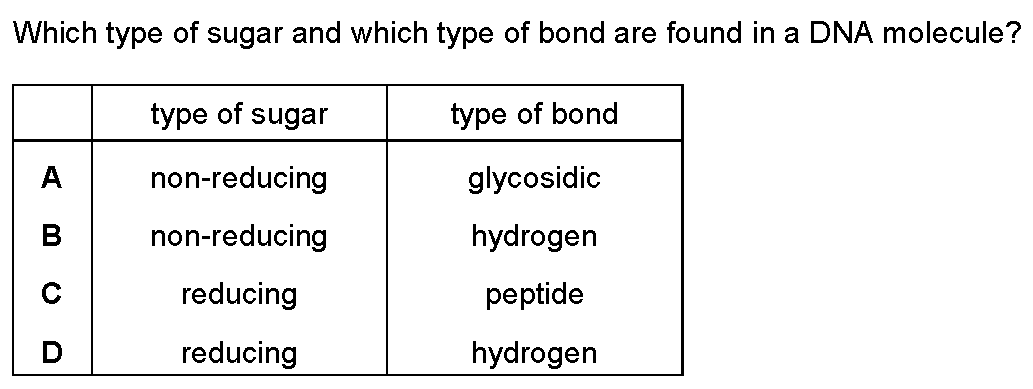 Which type of sugar and which type of bond are found in a DNA molecule?
type of sugar type of bond
A non-reducing glycosidic
B non-reducing hydrogen
C reducing peptide
D reducing hydrogen